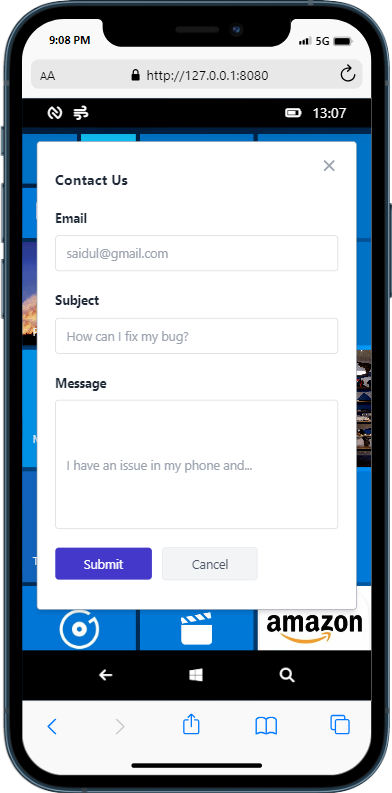 9:08 PM
5G
AA
http://127.0.0.1:8080
13:07
Contact Us
Email
saidul@gmail.com
Subject
How can I fix my bug?
Message
I have an issue in my phone and...
Submit
Cancel
amazon